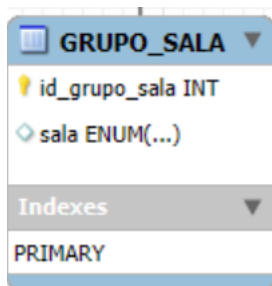 GRUPO_SALA
id_grupo_sala INT
sala ENUM(...)
Indexes
PRIMARY